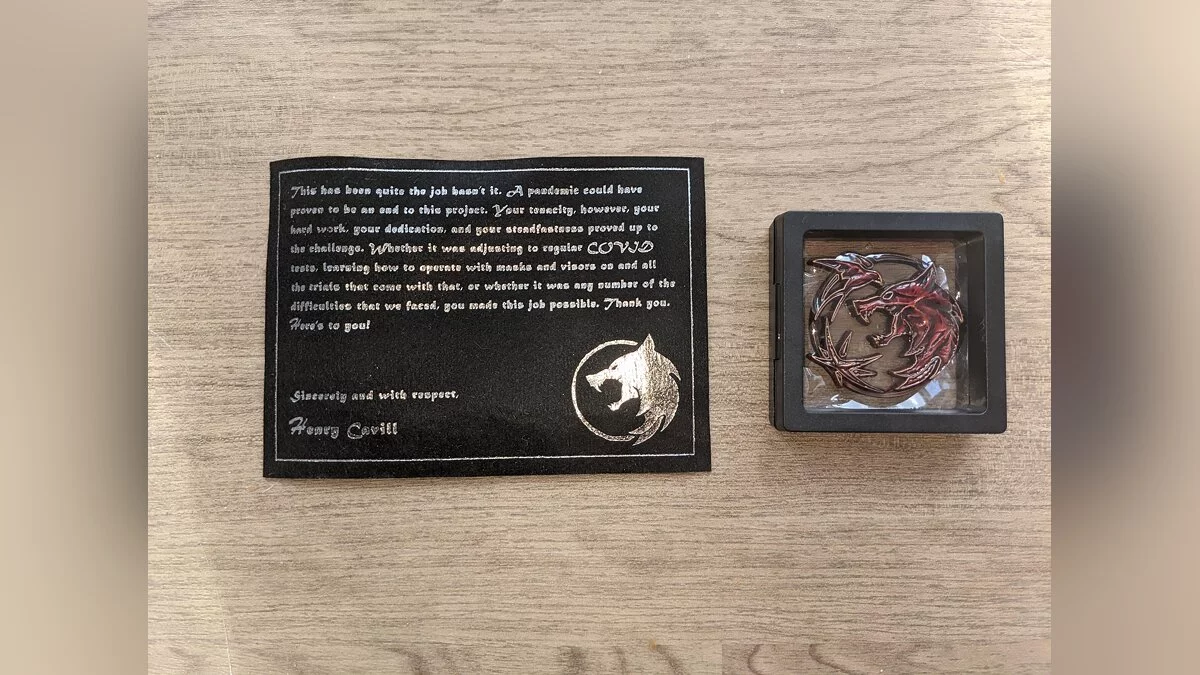 This has been quite the job hasn't it. A pandemic could have
proven to be an end to this project. Your tenacity, however, your
hard work, your dedication, and your steadfastness proved up to
the challenge. Whether it was adjusting to regular COVID
tests, learning how to operate with masks and visors on and all
the trials that come with that, or whether it was any number of the
difficulties that we faced, you made this job possible. Thank you.
Here's to you!
Sincerely and with respect,
Henry Cavill